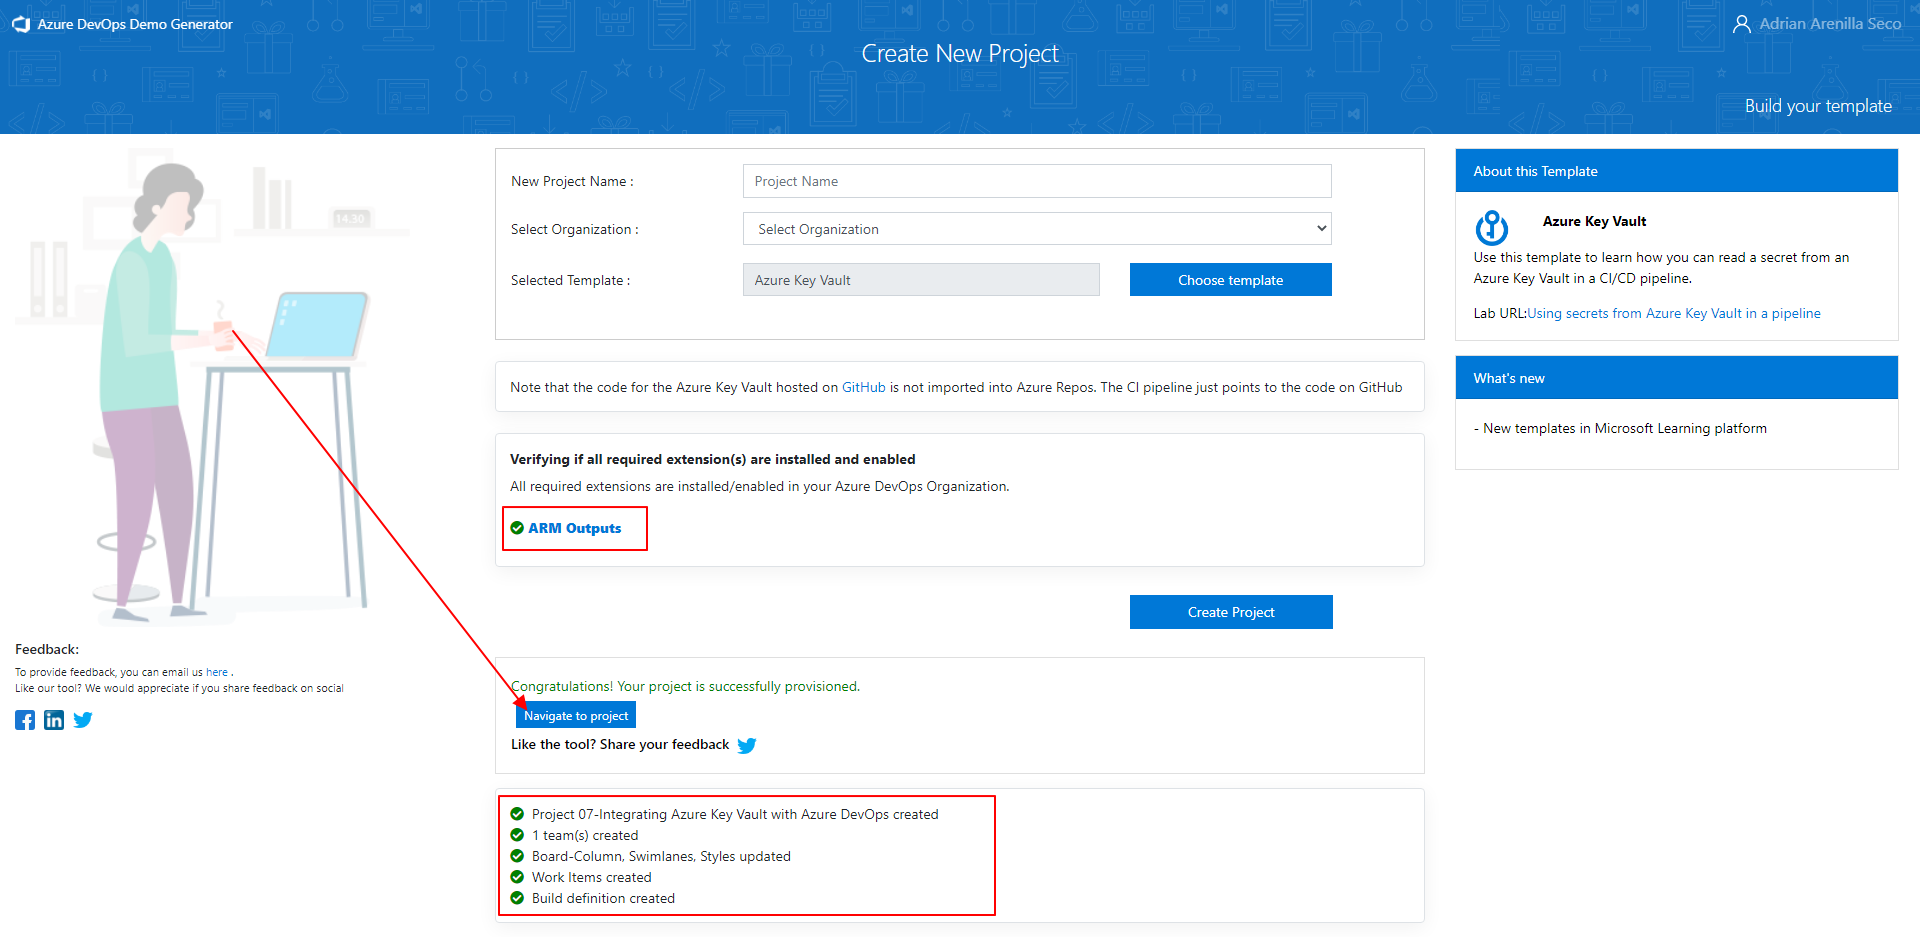 Azure DevOps Demo Generator
Adrian Arenilla Seco
Create New Project
Build your template
14.30
New Project Name :
Project Name
Select Organization :
Select Organization
Selected Template :
Azure Key Vault
Choose template
Note that the code for the Azure Key Vault hosted on GitHub is not imported into Azure Repos. The CI pipeline just points to the code on GitHub
Verifying if all required extension(s) are installed and enabled
All required extensions are installed/enabled in your Azure DevOps Organization.
ARM Outputs
Create Project
Congratulations! Your project is successfully provisioned.
Navigate to project
Like the tool? Share your feedback
Project 07-Integrating Azure Key Vault with Azure DevOps created
1 team(s) created
Board-Column, Swimlanes, Styles updated
Work Items created
Build definition created
About this Template
Azure Key Vault
Use this template to learn how you can read a secret from an
Azure Key Vault in a CI/CD pipeline.
Lab URL:Using secrets from Azure Key Vault in a pipeline
What's new
- New templates in Microsoft Learning platform
Feedback:
To provide feedback, you can email us here .
Like our tool? We would appreciate if you share feedback on social